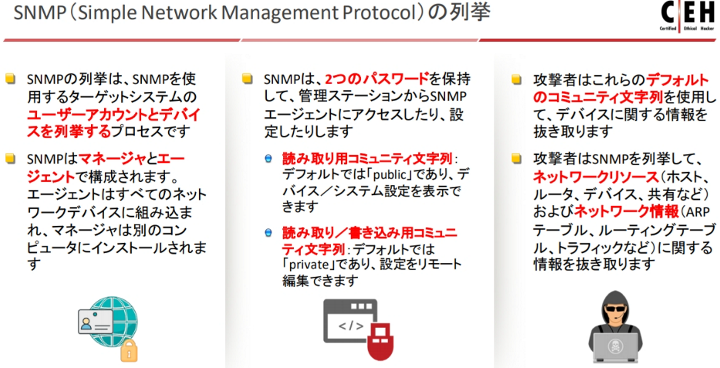 SNMP（Simple Network Management Protocol）の列挙
C|EH
Certified Ethical Hacker
SNMPの列挙は、SNMPを使
用するターゲットシステムの
ユーザーアカウントとデバイ
スを列挙するプロセスです
SNMPはマネージャとエー
ジェントで構成されます。
エージェントはすべてのネット
ワークデバイスに組み込ま
れ、マネージャは別のコン
ピュータにインストールされま
す
SNMPは、2つのパスワードを保持
して、管理ステーションからSNMP
エージェントにアクセスしたり、設
定したりします
読み取り用コミュニティ文字列：
デフォルトでは「public」であり、デ
バイス／システム設定を表示で
きます
読み取り／書き込み用コミュニ
ティ文字列：デフォルトでは
「private」であり、設定をリモート
編集できます
</>
攻撃者はこれらのデフォルト
のコミュニティ文字列を使用し
て、デバイスに関する情報を
抜き取ります
攻撃者はSNMPを列挙して、
ネットワークリソース（ホスト、
ルータ、デバイス、共有など）
およびネットワーク情報（ARP
テーブル、ルーティングテーブ
ル、トラフィックなど）に関する
情報を抜き取ります